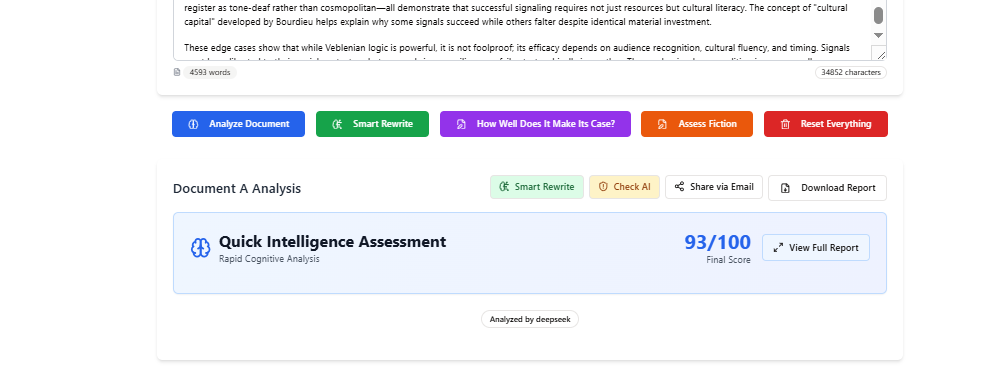 register as tone-deaf rather than cosmopolitan—all demonstrate that successful signaling requires not just resources but cultural literacy. The concept of "cultural
capital" developed by Bourdieu helps explain why some signals succeed while others falter despite identical material investment.
These edge cases show that while Veblenian logic is powerful, it is not foolproof; its efficacy depends on audience recognition, cultural fluency, and timing. Signals
4593 words
34852 characters
Analyze Document
Smart Rewrite
How Well Does It Make Its Case?
Assess Fiction
Reset Everything
Document A Analysis
Smart Rewrite
Check AI
Share via Email
Download Report
Quick Intelligence Assessment
Rapid Cognitive Analysis
93/100
Final Score
View Full Report
Analyzed by deepseek